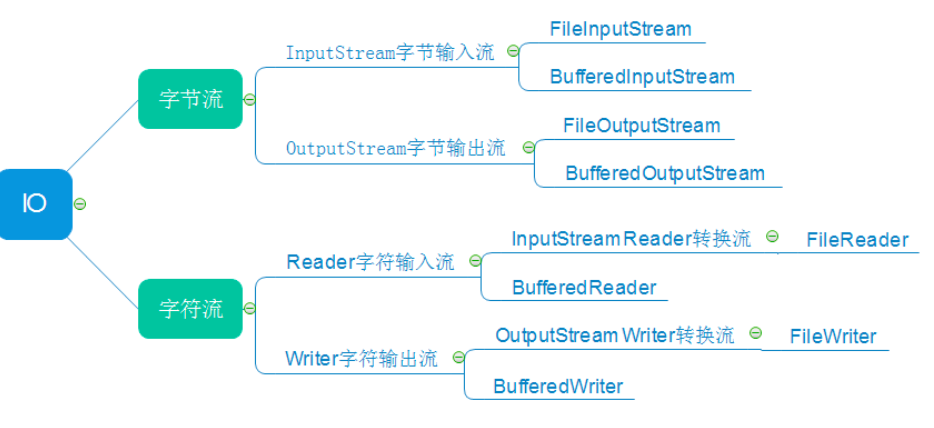 IO
字节流
InputStream字节输入流
FileInputStream
BufferedInputStream
OutputStream字节输出流
FileOutputStream
BufferedOutputStream
字符流
Reader字符输入流
InputStreamReader转换流
FileReader
BufferedReader
Writer字符输出流
OutputStreamWriter转换流
FileWriter
BufferedWriter